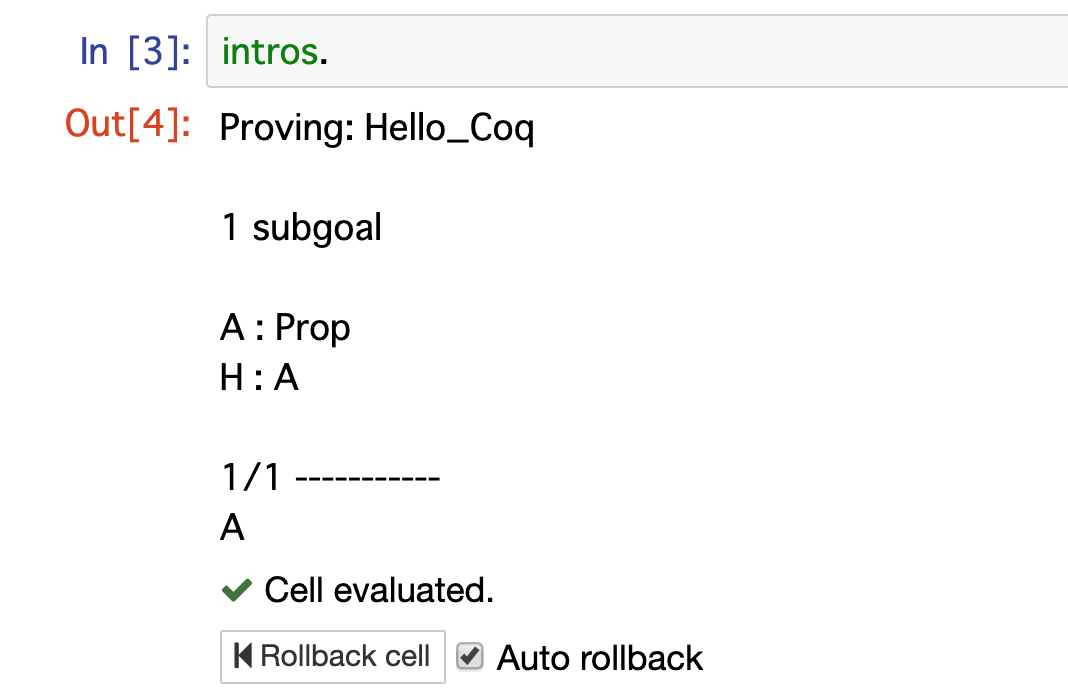 In [3]: intros.
Out[4]: Proving: Hello_Coq
1 subgoal
A : Prop
H : A
1/1 -----------
A
Cell evaluated.
Rollback cell Auto rollback